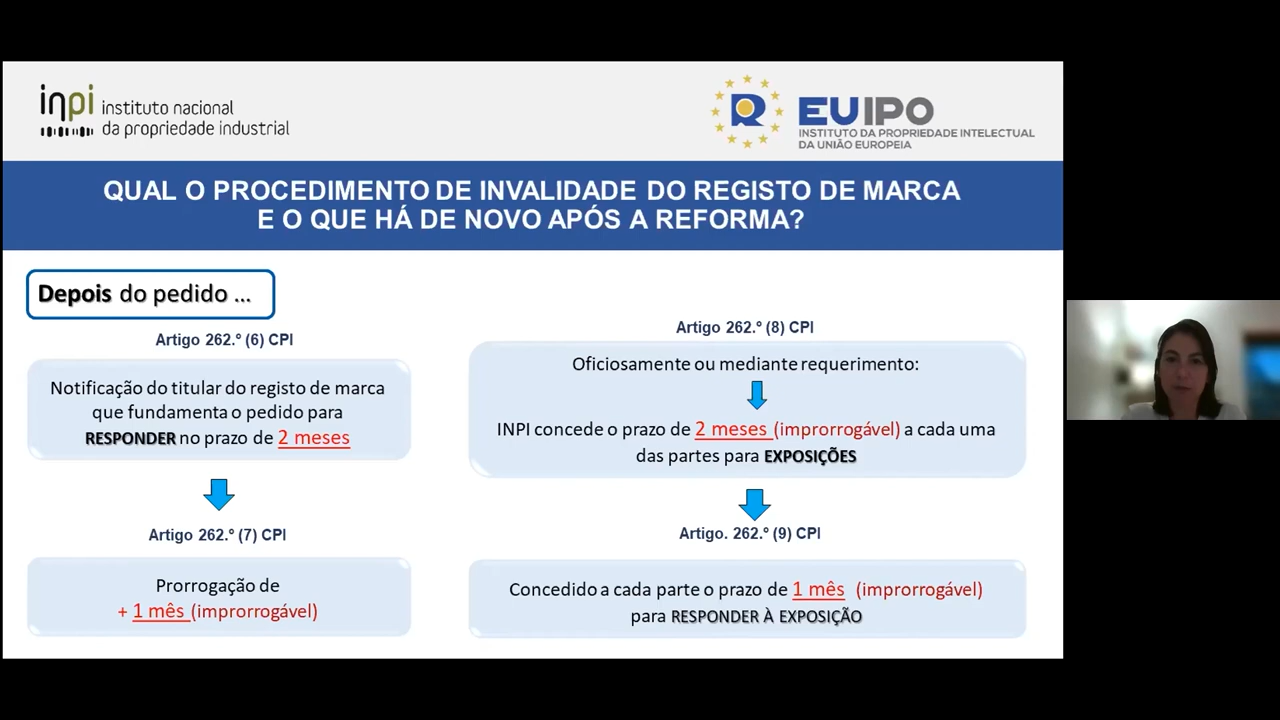 inpi instituto nacional
da propriedade industrial
EUIPO
INSTITUTO DA PROPRIEDADE INTELECTUAL
DA UNIÃO EUROPEIA
QUAL O PROCEDIMENTO DE INVALIDADE DO REGISTO DE MARCA
E O QUE HÁ DE NOVO APÓS A REFORMA?
Depois do pedido ...
Artigo 262.º (6) CPI
Notificação do titular do registo de marca
que fundamenta o pedido para
RESPONDER no prazo de 2 meses
Artigo 262.º (7) CPI
Prorrogação de
+ 1 mês (improrrogável)
Artigo 262.º (8) CPI
Oficiosamente ou mediante requerimento:
INPI concede o prazo de 2 meses (improrrogável) a cada uma
das partes para EXPOSIÇÕES
Artigo. 262.º (9) CPI
Concedido a cada parte o prazo de 1 mês (improrrogável)
para RESPONDER À EXPOSIÇÃO